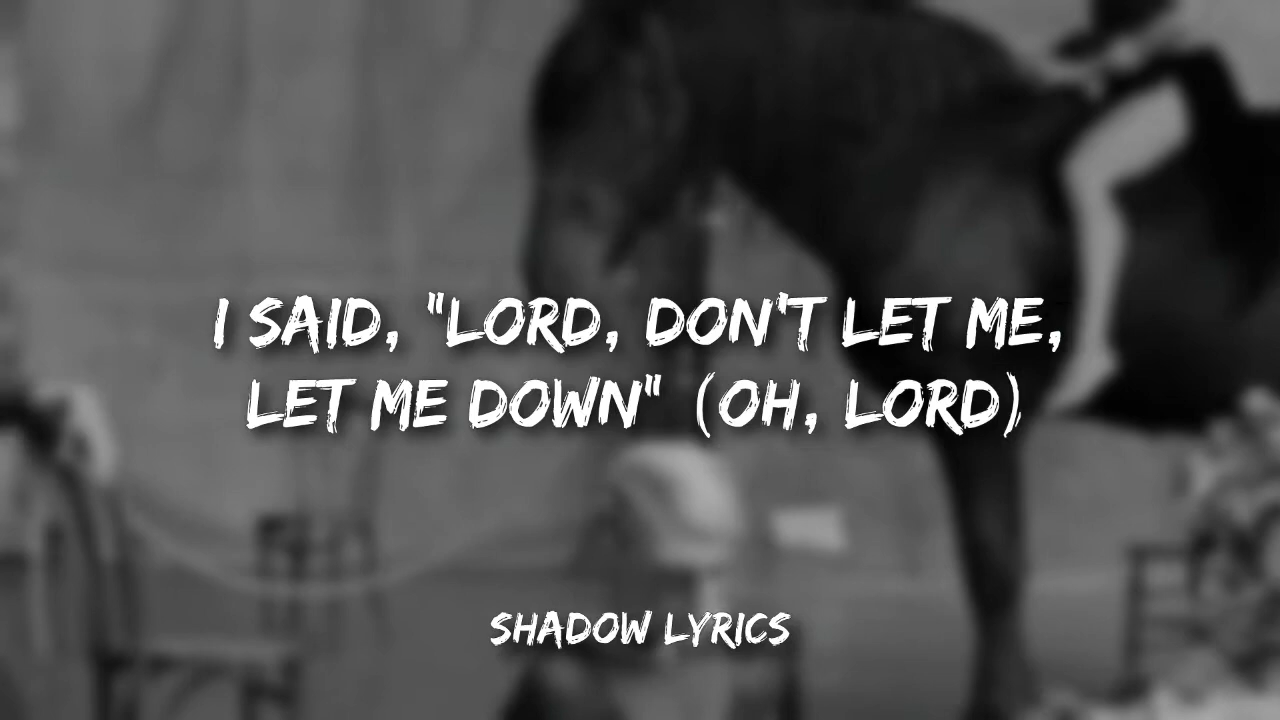 I SAID, "LORD, DON'T LET ME,
LET ME DOWN" (OH, LORD)
SHADOW LYRICS